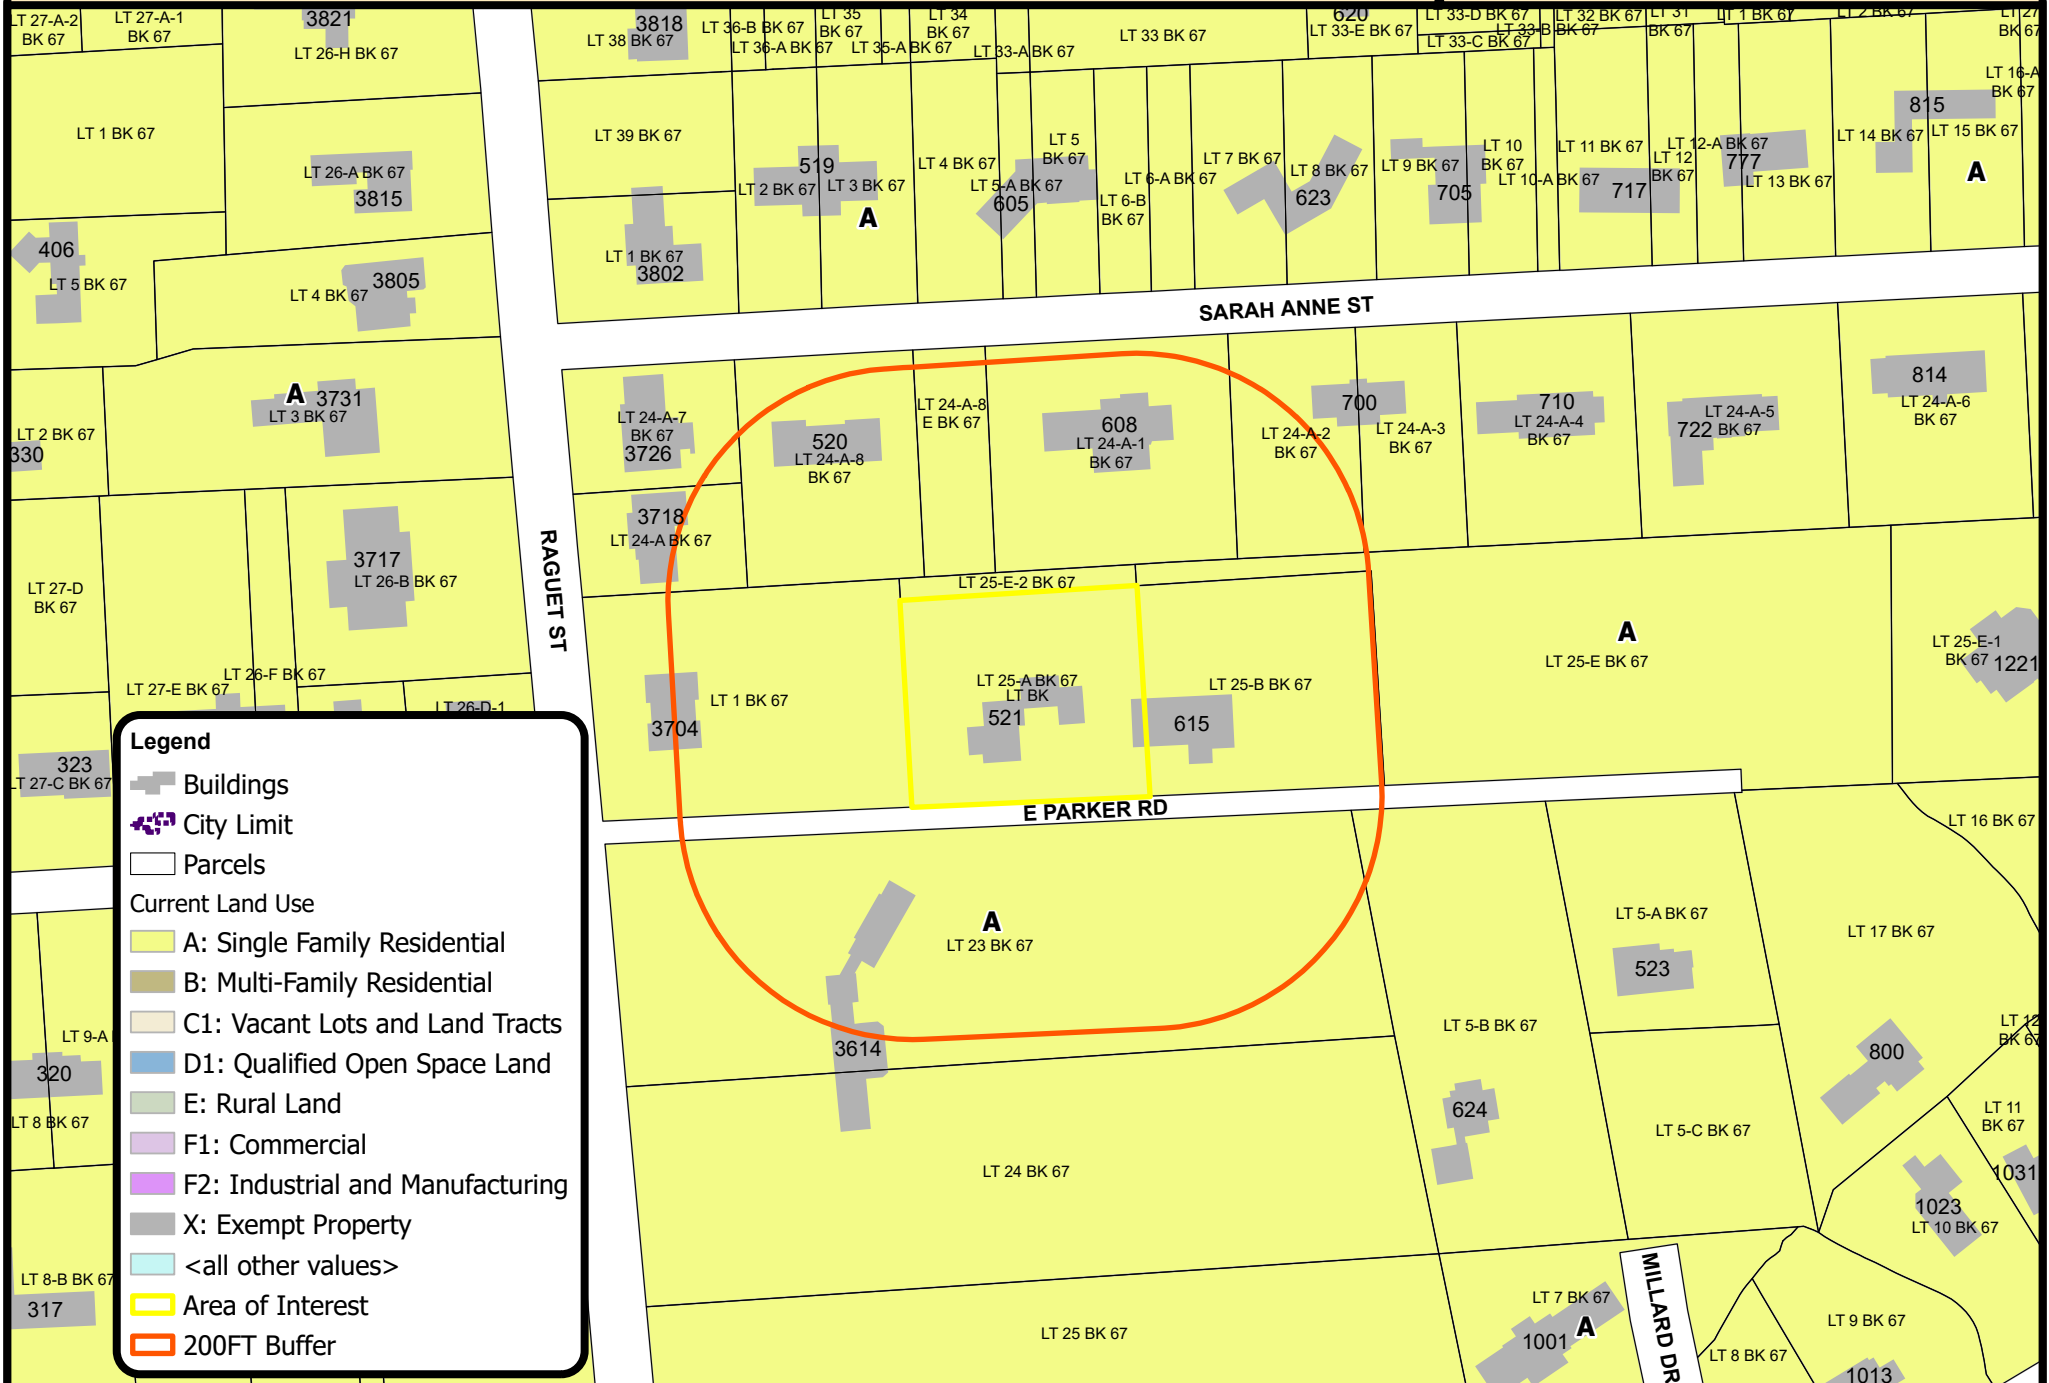 LT 27-A-2
BK 67
LT 27-A-1
BK 67
3821
LT 26-H BK 67
3818
LT 38 BK 67
LT 36-B BK 67
LT 36-A BK 67
LT 35
BK 67
LT 35-A BK 67
LT 34
BK 67
LT 33-A BK 67
LT 33 BK 67
620
LT 33-E BK 67
LT 33-D BK 67
LT 33-C BK 67
LT 33-B BK 67
LT 32 BK 67
LT 31
BK 67
LT 1 BK 67
LT 2 BK 67
LT 27
BK 67
LT 1 BK 67
LT 26-A BK 67
3815
LT 39 BK 67
519
LT 2 BK 67
LT 3 BK 67
A
LT 4 BK 67
LT 5
BK 67
LT 5-A BK 67
605
LT 6-A BK 67
LT 6-B
BK 67
LT 7 BK 67
LT 8 BK 67
623
LT 9 BK 67
705
LT 10
BK 67
LT 10-A BK 67
LT 11 BK 67
717
LT 12
BK 67
LT 12-A BK 67
777
LT 13 BK 67
LT 14 BK 67
815
LT 15 BK 67
LT 16-A
BK 67
A
406
LT 5 BK 67
LT 4 BK 67
3805
LT 1 BK 67
3802
SARAH ANNE ST
LT 2 BK 67
330
A
3731
LT 3 BK 67
LT 24-A-7
BK 67
3726
520
LT 24-A-8
BK 67
LT 24-A-8
E BK 67
608
LT 24-A-1
BK 67
LT 24-A-2
BK 67
700
LT 24-A-3
BK 67
710
LT 24-A-4
BK 67
LT 24-A-5
722 BK 67
814
LT 24-A-6
BK 67
3718
LT 24-A BK 67
RAGUET ST
LT 27-D
BK 67
3717
LT 26-B BK 67
LT 25-E-2 BK 67
A
LT 25-E BK 67
LT 25-E-1
BK 67
1221
LT 27-E BK 67
LT 26-F BK 67
LT 26-D-1
3704
LT 1 BK 67
LT 25-A BK 67
LT BK
521
LT 25-B BK 67
615
323
LT 27-C BK 67
E PARKER RD
LT 16 BK 67
A
LT 23 BK 67
3614
LT 5-A BK 67
523
LT 17 BK 67
LT 5-B BK 67
LT 12
BK 67
LT 9-A
320
LT 8 BK 67
624
LT 5-C BK 67
800
LT 11
BK 67
1031
1023
LT 10 BK 67
LT 24 BK 67
LT 8-B BK 67
317
LT 25 BK 67
LT 7 BK 67
A
1001
MILLARD DR
LT 8 BK 67
LT 9 BK 67
1013
Legend
Buildings
City Limit
Parcels
Current Land Use
A: Single Family Residential
B: Multi-Family Residential
C1: Vacant Lots and Land Tracts
D1: Qualified Open Space Land
E: Rural Land
F1: Commercial
F2: Industrial and Manufacturing
X: Exempt Property
<all other values>
Area of Interest
200FT Buffer